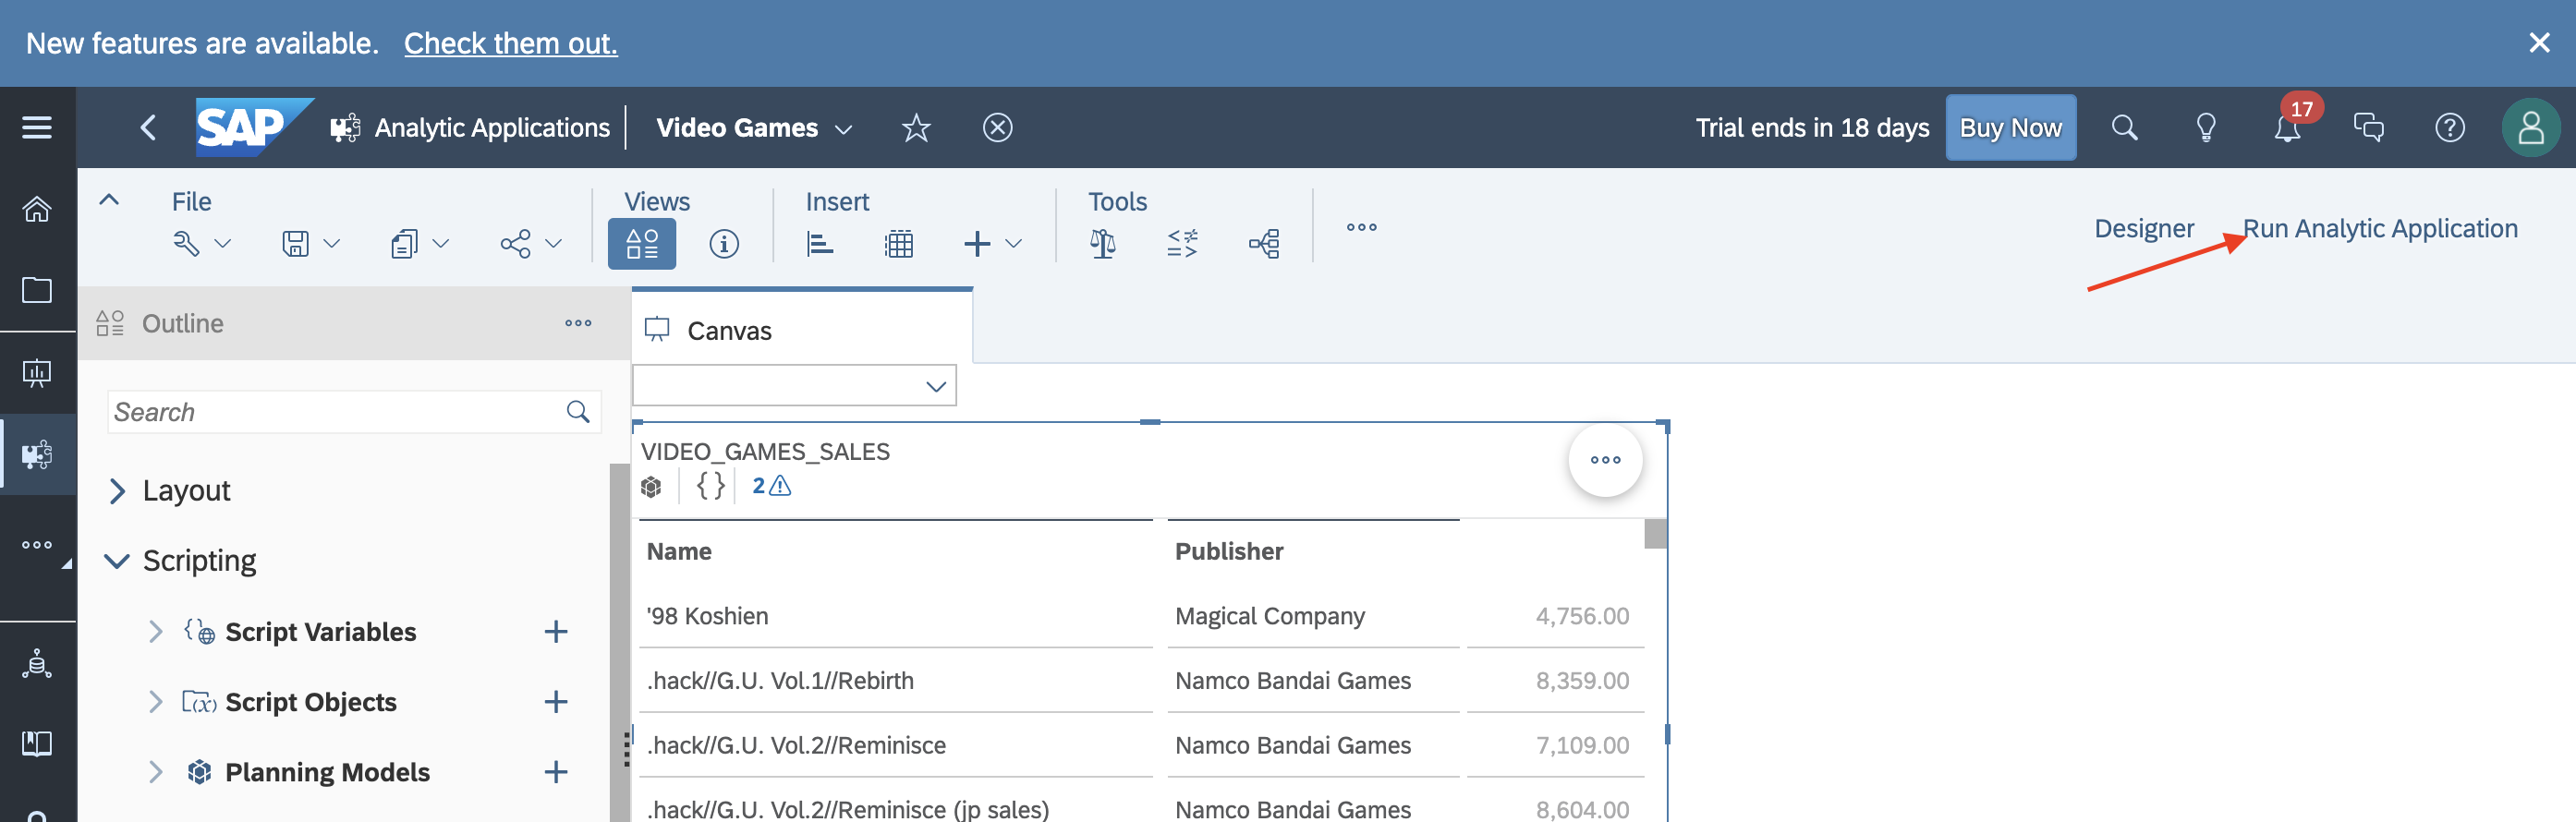 New features are available. Check them out.
SAP Analytic Applications Video Games Trial ends in 18 days Buy Now 17
File Views Insert Tools
Designer Run Analytic Application
Outline
Canvas
Search
VIDEO_GAMES_SALES
2
Layout
Scripting
Script Variables
Script Objects
Planning Models
Name Publisher
'98 Koshien Magical Company 4,756.00
.hack//G.U. Vol.1//Rebirth Namco Bandai Games 8,359.00
.hack//G.U. Vol.2//Reminisce Namco Bandai Games 7,109.00
.hack//G.U. Vol.2//Reminisce (jp sales) Namco Bandai Games 8,604.00